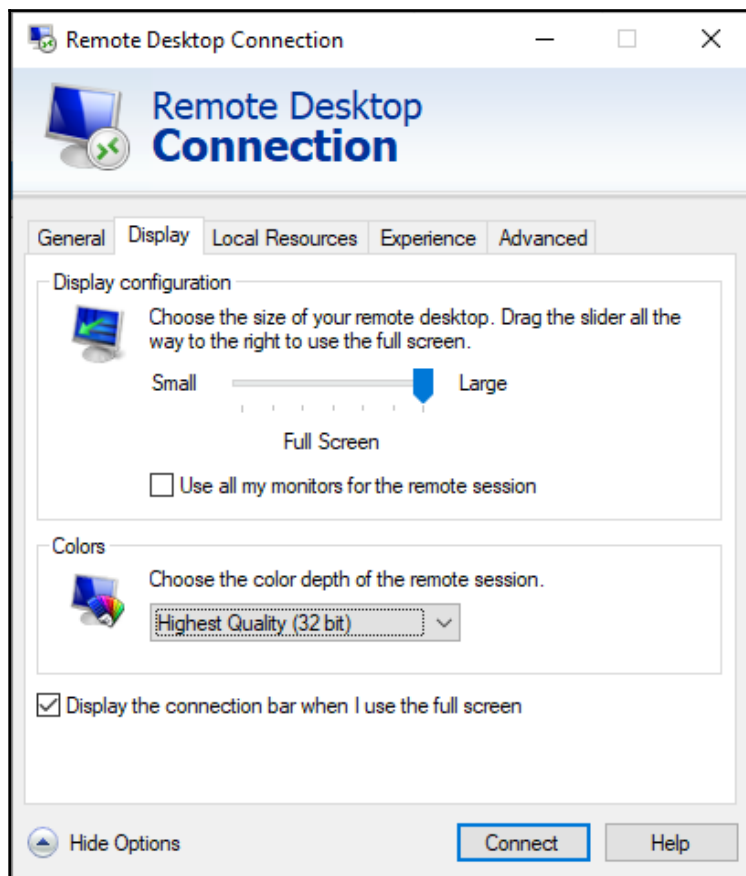 Remote Desktop Connection
Remote Desktop
Connection
General Display Local Resources Experience Advanced
Display configuration
Choose the size of your remote desktop. Drag the slider all the
way to the right to use the full screen.
Small Large
Full Screen
Use all my monitors for the remote session
Colors
Choose the color depth of the remote session.
Highest Quality (32 bit)
Display the connection bar when I use the full screen
Hide Options Connect Help